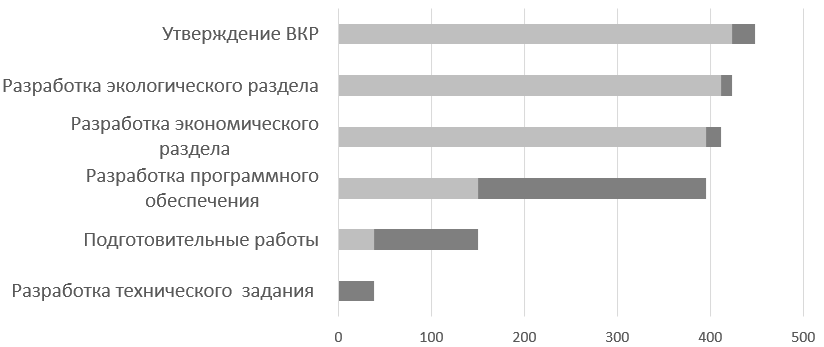 Утверждение ВКР
Разработка экологического раздела
Разработка экономического
раздела
Разработка программного
обеспечения
Подготовительные работы
Разработка технического  задания
0 100 200 300 400 500